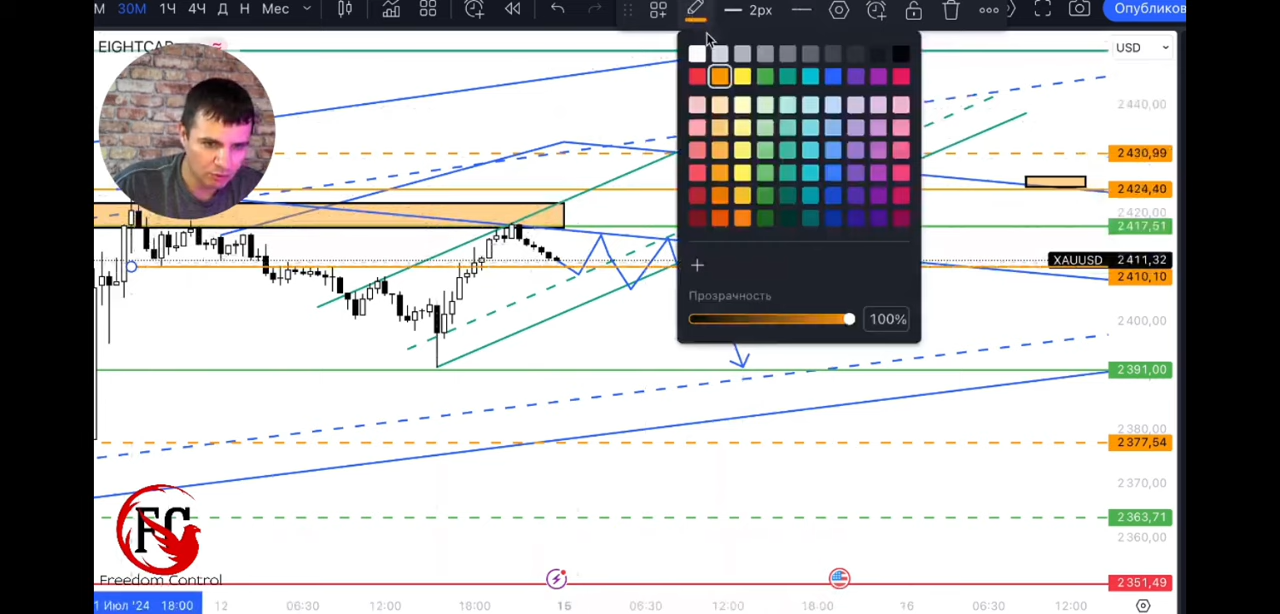 М 30М 1Ч 4Ч Д Н Мес 2px Опубликов
EIGHTCAP
USD
2 440,00
2 430,99
2 424,40
2 420,00
2 417,51
XAUUSD 2 411,32
2 410,10
Прозрачность
100%
2 400,00
2 391,00
2 380,00
2 377,54
2 370,00
2 363,71
2 360,00
2 351,49
FC
Freedom Control
1 Июл '24 18:00 12 06:30 12:00 18:00 15 06:30 12:00 18:00 06:30 12:00